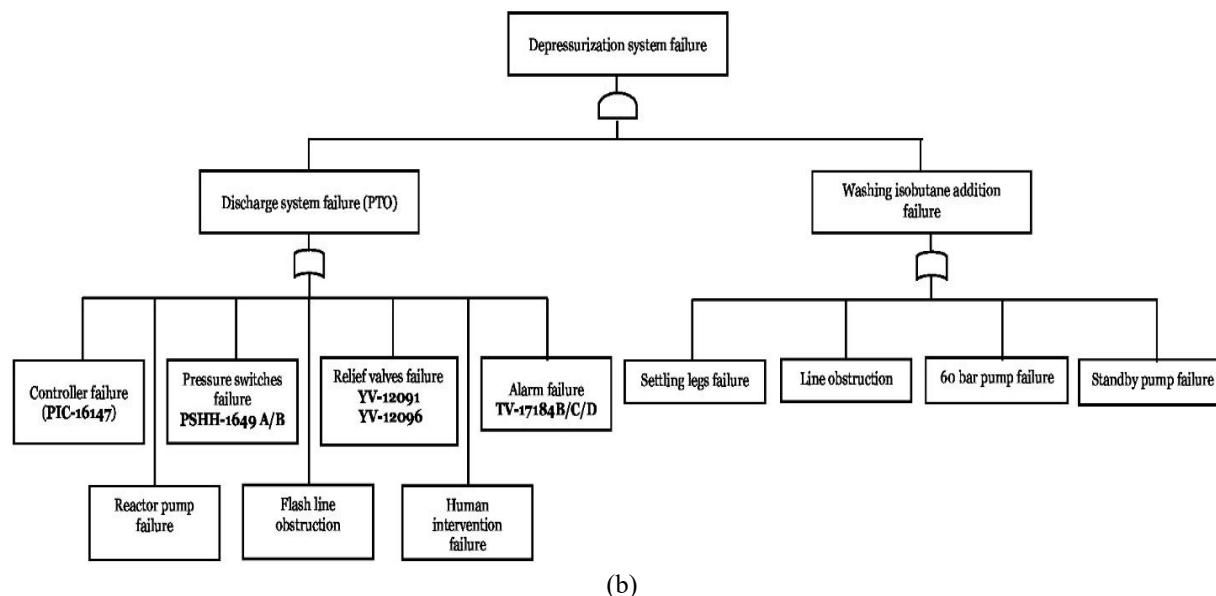 Depressurization system failure
Discharge system failure (PTO)
Washing isobutane addition
failure
Controller failure
(PIC-16147)
Pressure switches
failure
PSHH-1649 A/B
Relief valves failure
YV-12091
YV-12096
Alarm failure
TV-17184B/C/D
Settling legs failure
Line obstruction
60 bar pump failure
Standby pump failure
Reactor pump
failure
Flash line
obstruction
Human
intervention
failure
(b)